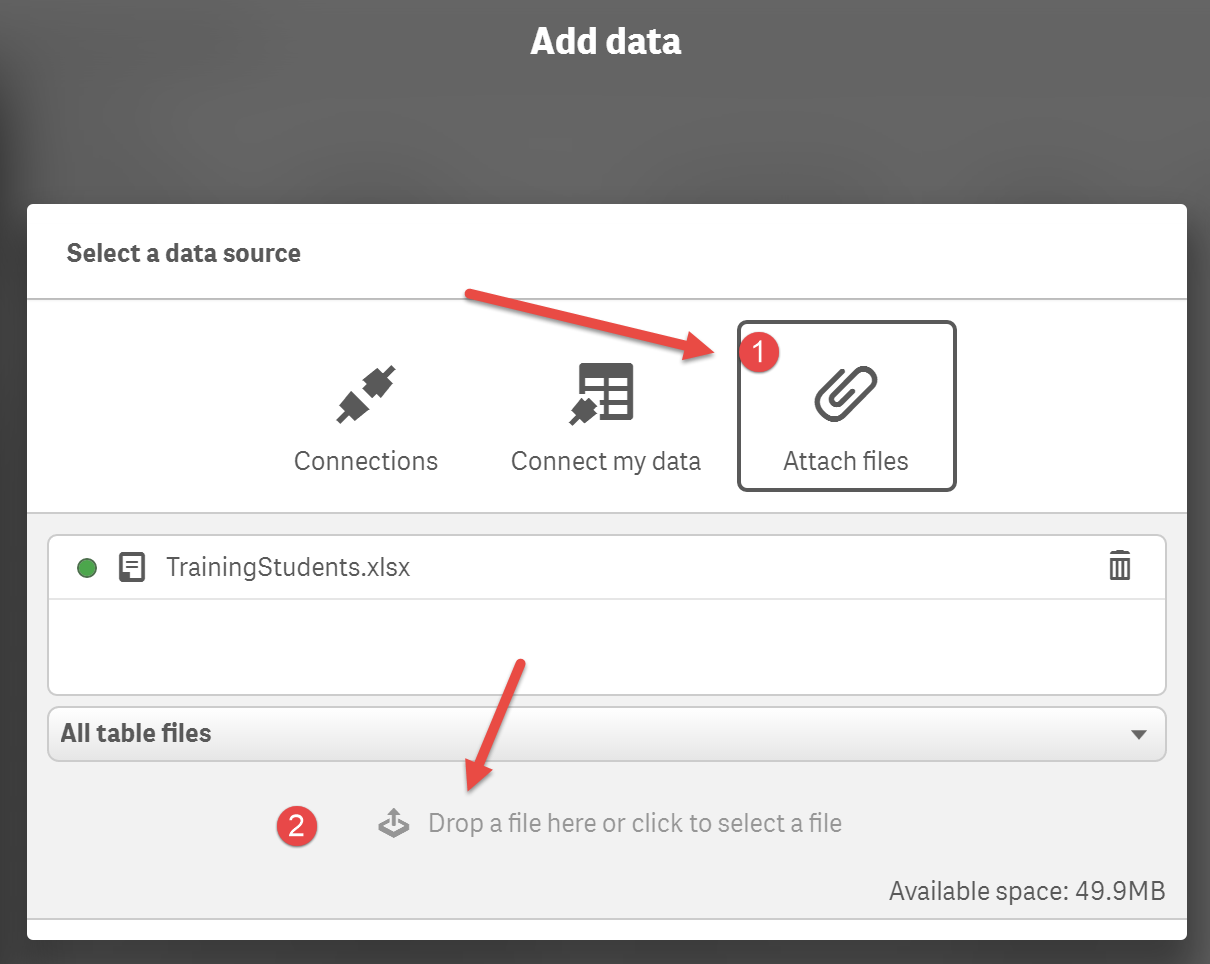 Add data
Select a data source
1
Connections
Connect my data
Attach files
TrainingStudents.xlsx
All table files
2
Drop a file here or click to select a file
Available space: 49.9MB